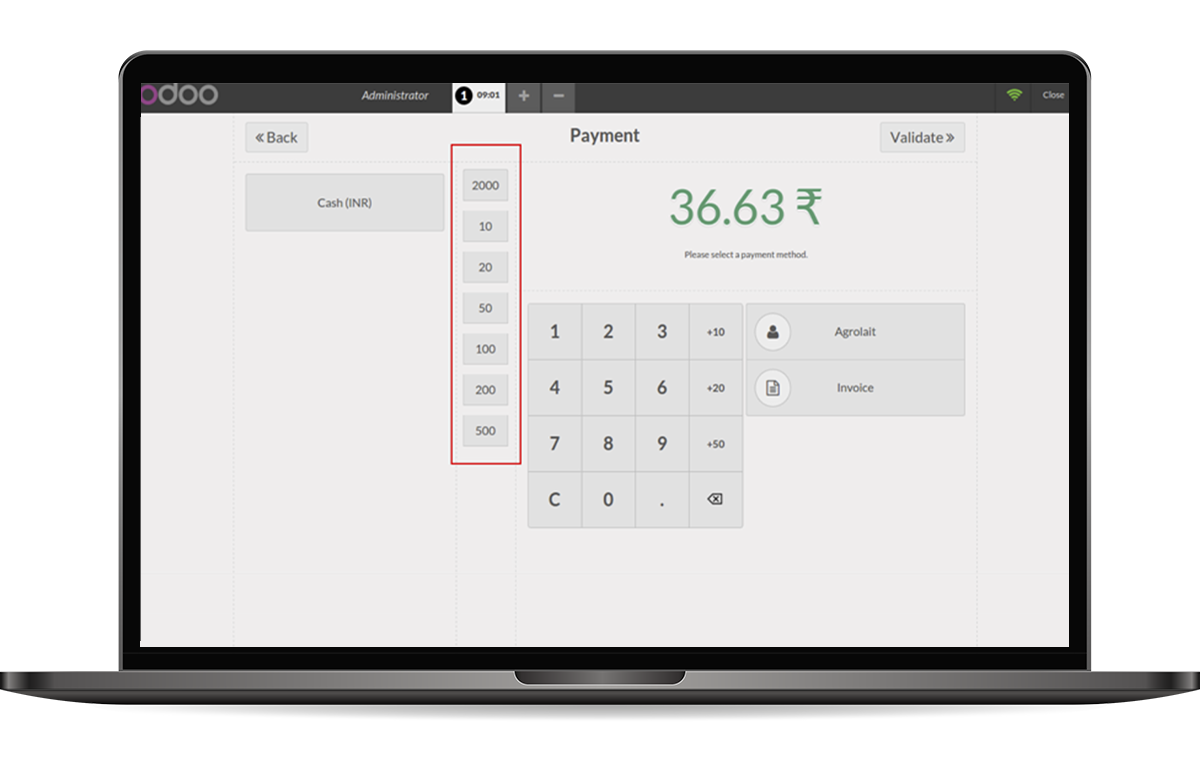 odoo
Administrator
1 09:01
+
−
Close
Back
Payment
Validate
Cash (INR)
2000
10
20
50
100
200
500
36.63 ₹
Please select a payment method.
1 2 3 +10
4 5 6 +20
7 8 9 +50
C 0 .
Agrolait
Invoice